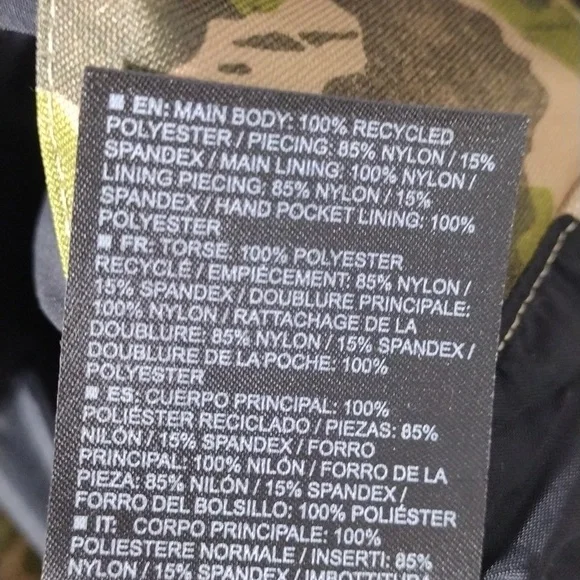 ■ EN: MAIN BODY: 100% RECYCLED
POLYESTER / PIECING: 85% NYLON / 15%
SPANDEX / MAIN LINING: 100% NYLON /
LINING PIECING: 85% NYLON / 15%
SPANDEX / HAND POCKET LINING: 100%
POLYESTER
■ FR: TORSE: 100% POLYESTER
RECYCLÉ / EMPIÈCEMENT: 85% NYLON /
15% SPANDEX / DOUBLURE PRINCIPALE:
100% NYLON / RATTACHAGE DE LA
DOUBLURE: 85% NYLON / 15% SPANDEX /
DOUBLURE DE LA POCHE: 100%
POLYESTER
■ ES: CUERPO PRINCIPAL: 100%
POLIÉSTER RECICLADO / PIEZAS: 85%
NILÓN / 15% SPANDEX / FORRO
PRINCIPAL: 100% NILÓN / FORRO DE LA
PIEZA: 85% NILÓN / 15% SPANDEX /
FORRO DEL BOLSILLO: 100% POLIÉSTER
■ IT: CORPO PRINCIPALE: 100%
POLIESTERE NORMALE / INSERTI: 85%
NYLON / 15% SPANDEX /